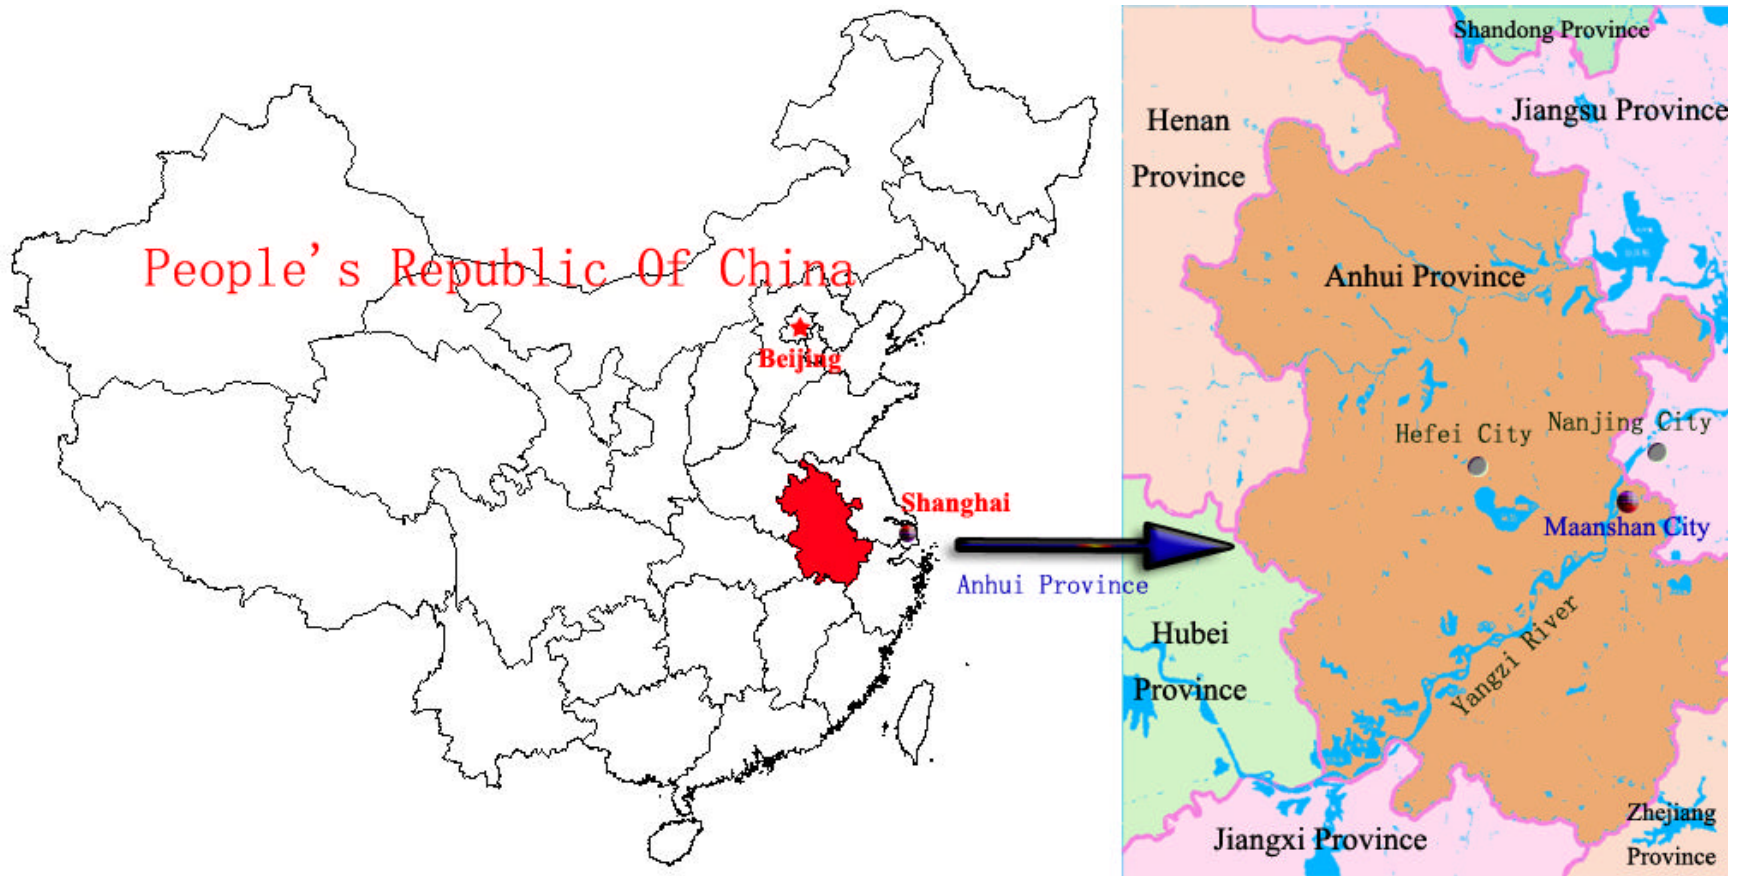 People's Republic Of China
Beijing
Shanghai
Anhui Province
Shandong Province
Henan
Province
Jiangsu Province
Anhui Province
Hefei City
Nanjing City
Maanshan City
Hubei
Province
Yangzi River
Jiangxi Province
Zhejiang
Province